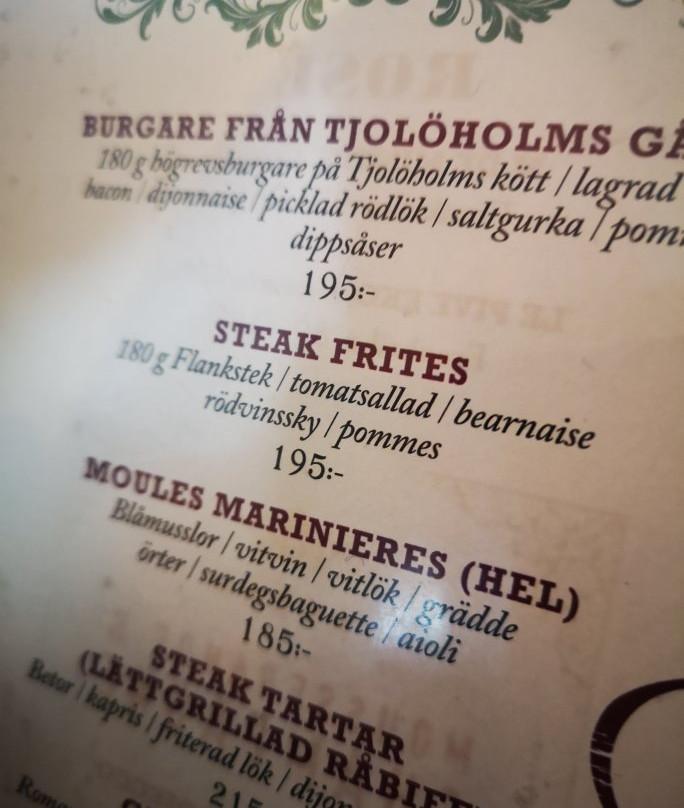 BURGARE FRÅN TJOLÖHOLMS
180 g högrevsburgare på Tjolöholms kött / lagrad
bacon / dijonnaise / picklad rödlök / saltgurka /
dippsåser
195:-
STEAK FRITES
180 g Flankstek / tomatsallad / bearnaise
rödvinssky / pommes
195:-
MOULES MARINIERES (HEL)
Blåmusslor / vitvin / vitlök / grädde
örter / surdegsbaguette / aioli
185:-
STEAK TARTAR
(LÄTTGRILLAD
Betor / kapris / friterad lök /
215